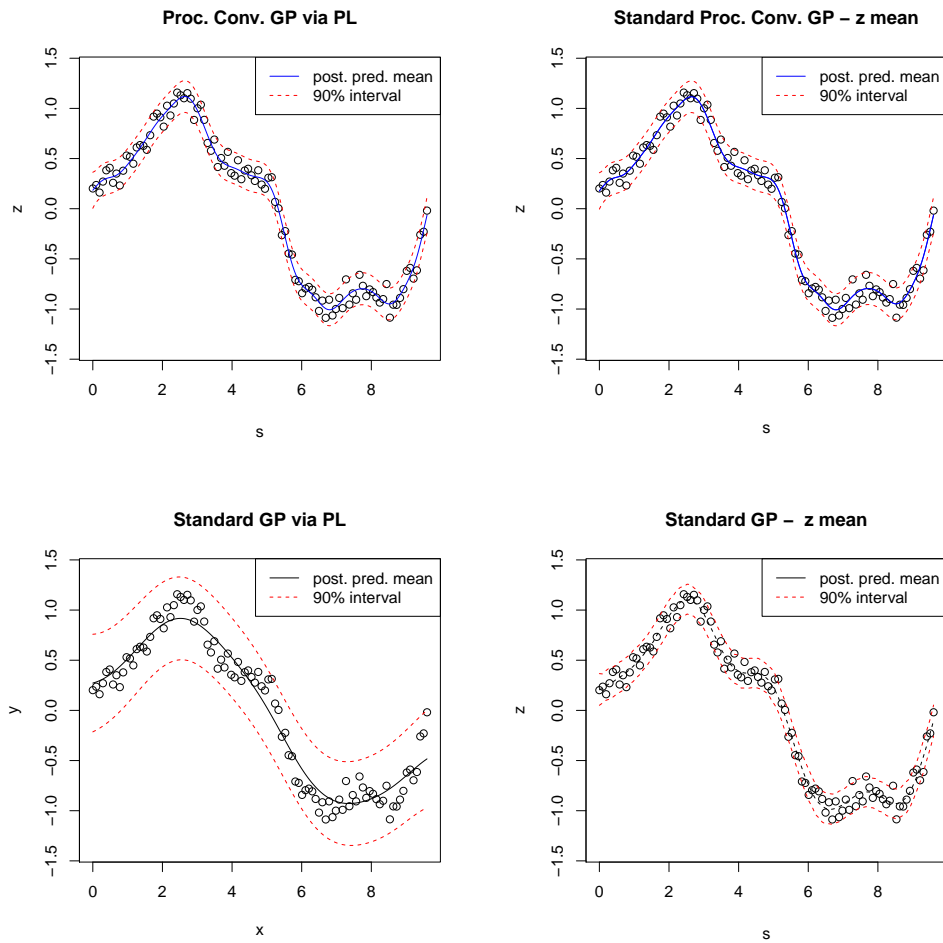 Proc. Conv. GP via PL
1.5
1.0
0.5
0.0
−0.5
−1.0
−1.5
z
post. pred. mean
90% interval
0 2 4 6 8
s
Standard Proc. Conv. GP − z mean
1.5
1.0
0.5
0.0
−0.5
−1.0
−1.5
z
post. pred. mean
90% interval
0 2 4 6 8
s
Standard GP via PL
1.5
1.0
0.5
0.0
−0.5
−1.0
−1.5
y
post. pred. mean
90% interval
0 2 4 6 8
x
Standard GP − z mean
1.5
1.0
0.5
0.0
−0.5
−1.0
−1.5
z
post. pred. mean
90% interval
0 2 4 6 8
s